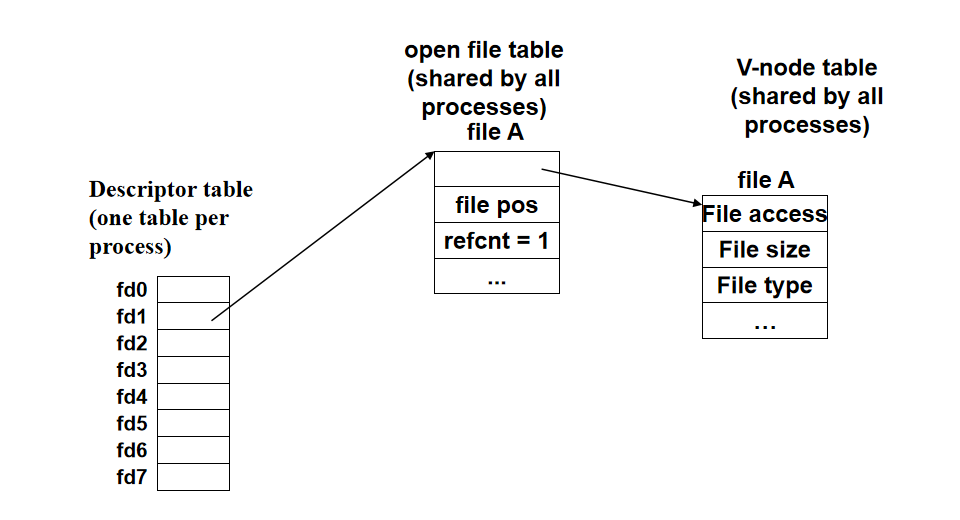 open file table
(shared by all
processes)
file A
V-node table
(shared by all
processes)
file A
Descriptor table
(one table per
process)
file pos
refcnt = 1
...
File access
File size
File type
…
fd0
fd1
fd2
fd3
fd4
fd5
fd6
fd7